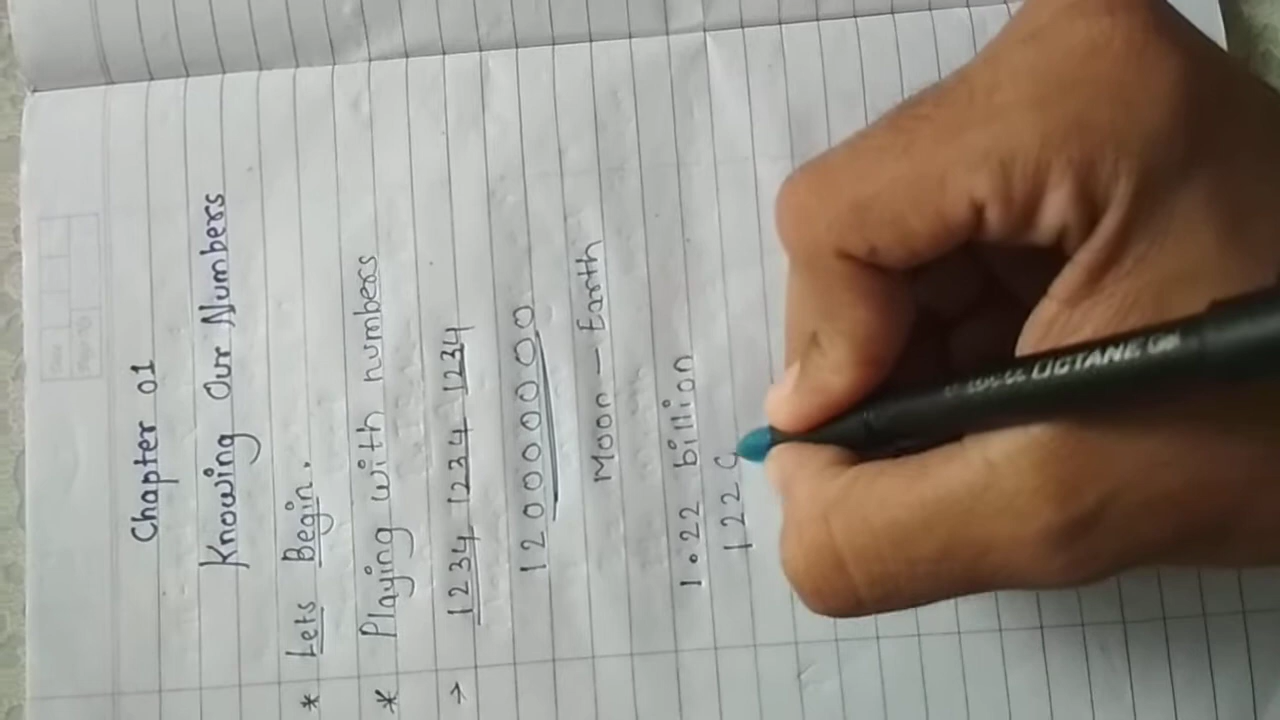 Chapter 01
Knowing Our Numbers
* Lets Begin.
* Playing with numbers
→ 1234 1234 1234
120000000
Moon — Earth
1.22 billion
122
OCTANE